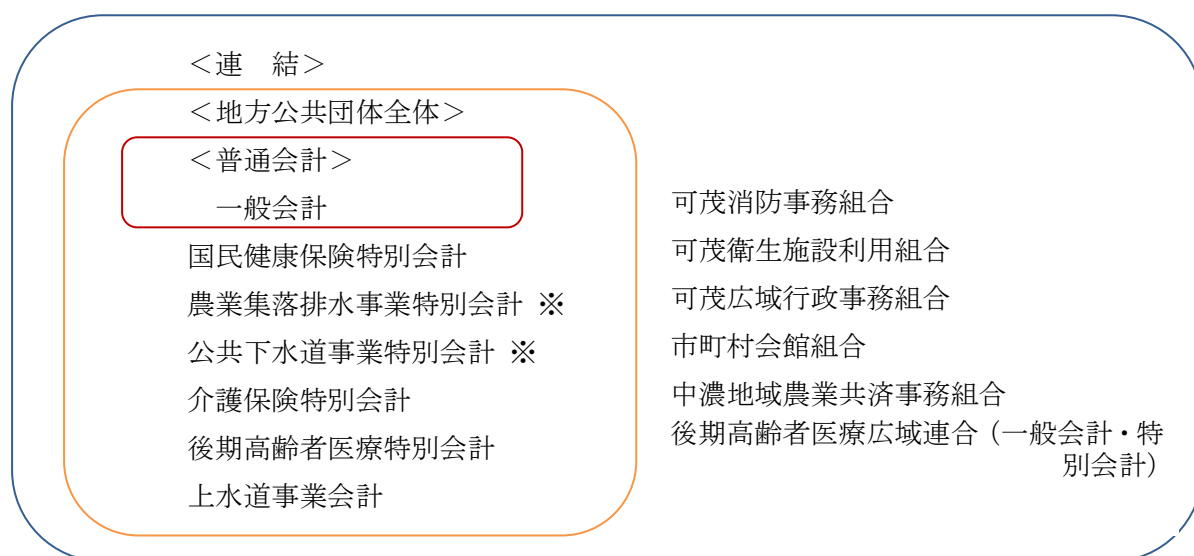 ＜連　結＞
＜地方公共団体全体＞
＜普通会計＞
一般会計
国民健康保険特別会計
農業集落排水事業特別会計 ※
公共下水道事業特別会計 ※
介護保険特別会計
後期高齢者医療特別会計
上水道事業会計
可茂消防事務組合
可茂衛生施設利用組合
可茂広域行政事務組合
市町村会館組合
中濃地域農業共済事務組合
後期高齢者医療広域連合（一般会計・特
別会計）